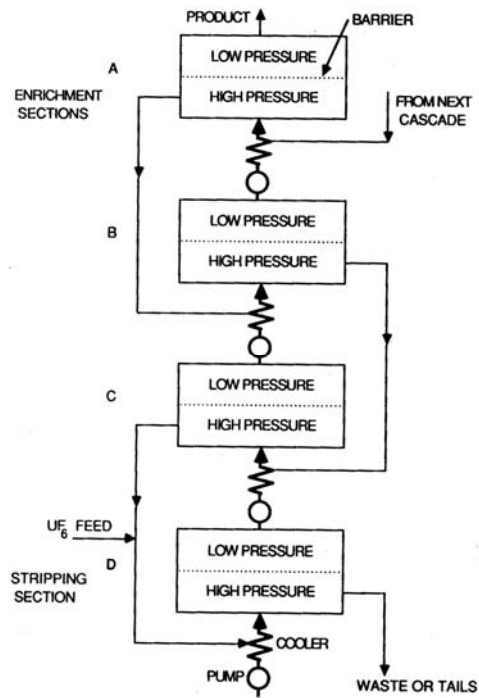 PRODUCT
BARRIER
A
LOW PRESSURE
HIGH PRESSURE
ENRICHMENT
SECTIONS
FROM NEXT
CASCADE
B
LOW PRESSURE
HIGH PRESSURE
C
LOW PRESSURE
HIGH PRESSURE
UF6 FEED
D
LOW PRESSURE
HIGH PRESSURE
STRIPPING
SECTION
COOLER
PUMP
WASTE OR TAILS